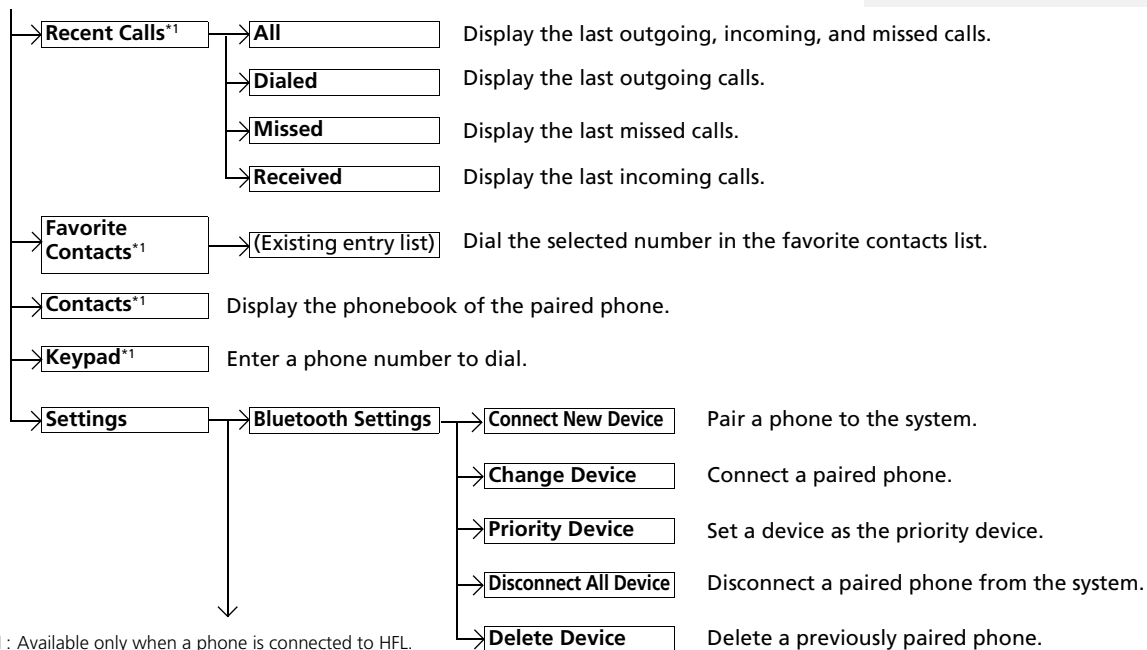 Recent Calls*1
All
Display the last outgoing, incoming, and missed calls.
Dialed
Display the last outgoing calls.
Missed
Display the last missed calls.
Received
Display the last incoming calls.
Favorite
Contacts*1
(Existing entry list)
Dial the selected number in the favorite contacts list.
Contacts*1
Display the phonebook of the paired phone.
Keypad*1
Enter a phone number to dial.
Settings
Bluetooth Settings
Connect New Device
Pair a phone to the system.
Change Device
Connect a paired phone.
Priority Device
Set a device as the priority device.
Disconnect All Device
Disconnect a paired phone from the system.
Delete Device
Delete a previously paired phone.
1 : Available only when a phone is connected to HFL.